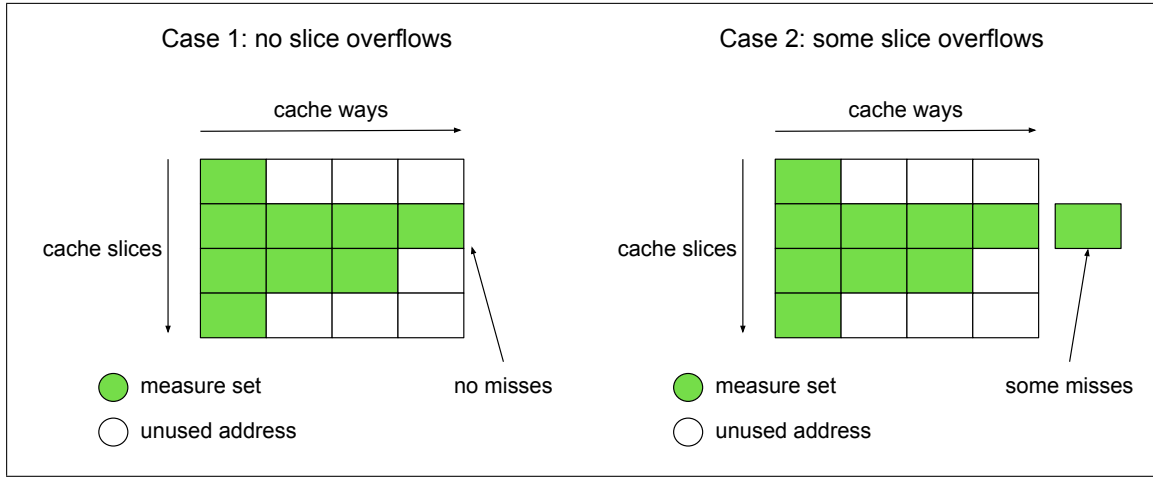 Case 1: no slice overflows
cache ways
cache slices
measure set
no misses
unused address
Case 2: some slice overflows
cache ways
cache slices
measure set
some misses
unused address